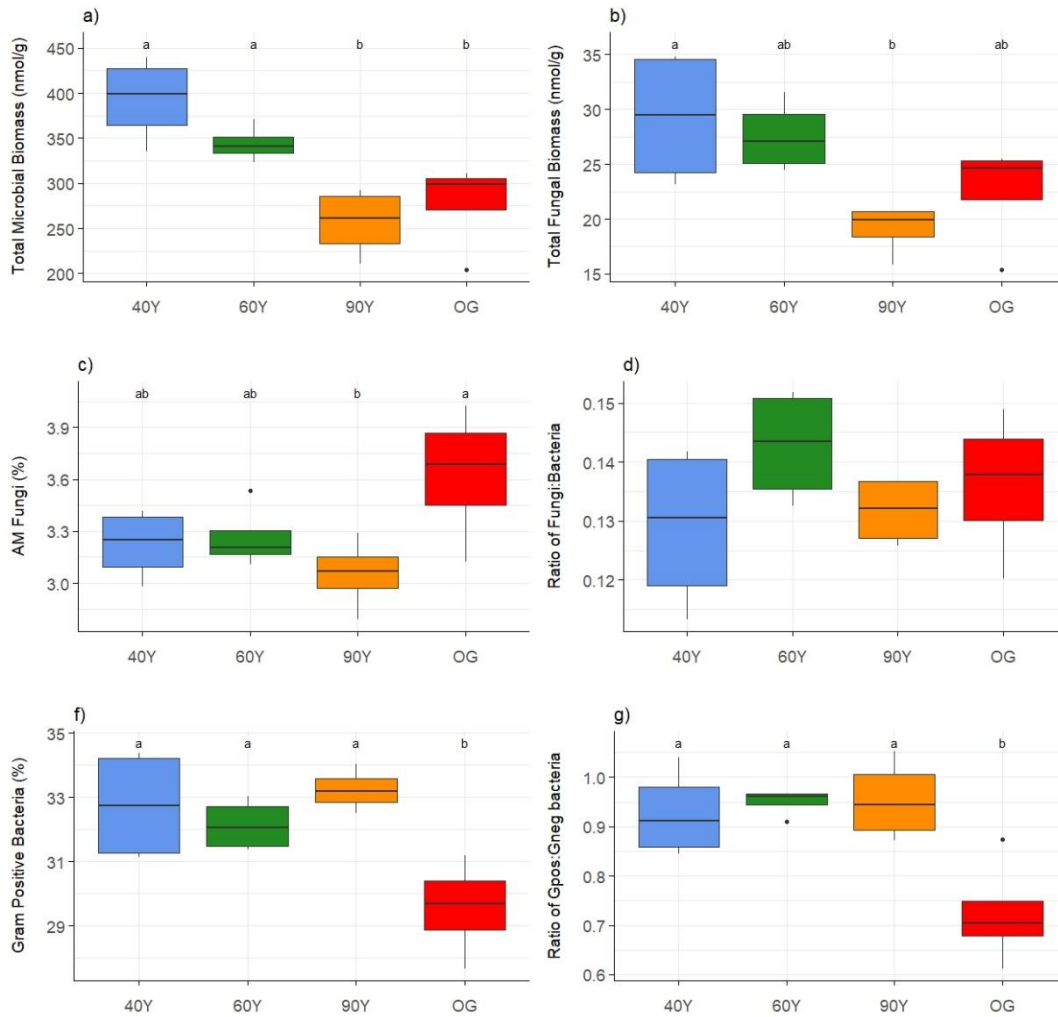 a)
a a b b
Total Microbial Biomass (nmol/g)
450
400
350
300
250
200
40Y 60Y 90Y OG
b)
a ab b ab
Total Fungal Biomass (nmol/g)
35
30
25
20
15
40Y 60Y 90Y OG
c)
ab ab b a
AM Fungi (%)
3.9
3.6
3.3
3.0
40Y 60Y 90Y OG
d)
Ratio of Fungi:Bacteria
0.15
0.14
0.13
0.12
40Y 60Y 90Y OG
f)
a a a b
Gram Positive Bacteria (%)
35
33
31
29
40Y 60Y 90Y OG
g)
a a a b
Ratio of Gpos:Gneg bacteria
1.0
0.9
0.8
0.7
0.6
40Y 60Y 90Y OG